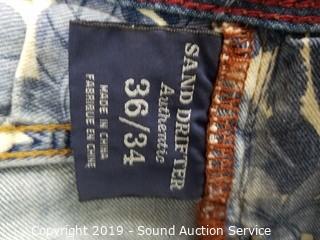 SAND DRIFTER
Authentic
36/34
MADE IN CHINA
FABRIQUE EN CHINE
Copyright 2019 - Sound Auction Service